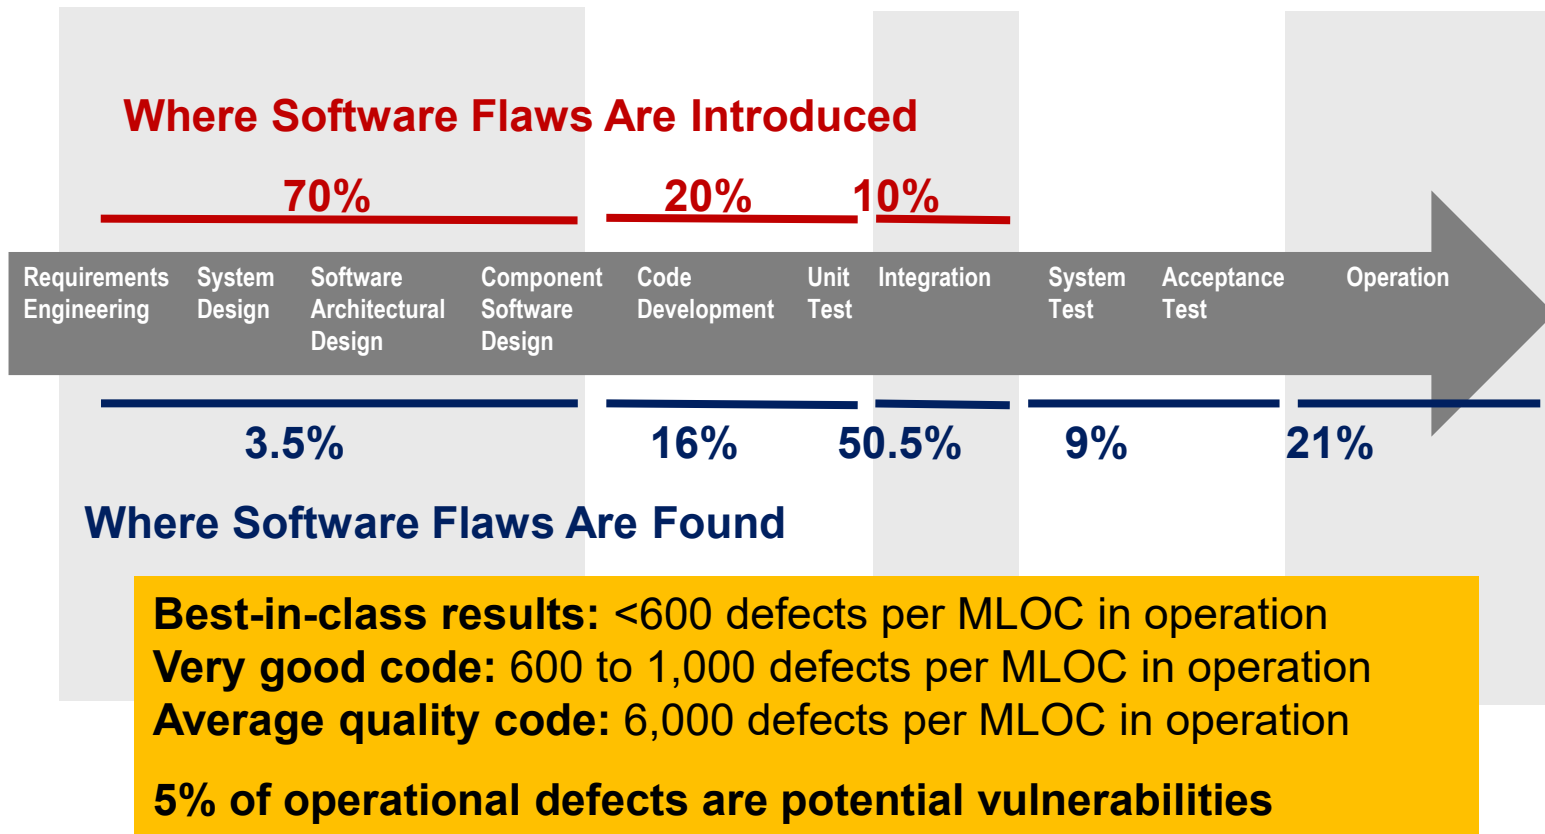 Where Software Flaws Are Introduced
70% 20% 10%
Requirements System Software Component Code Unit Integration System Acceptance Operation
Engineering Design Architectural Software Development Test Test Test
Design Design
3.5% 16% 50.5% 9% 21%
Where Software Flaws Are Found
Best-in-class results: <600 defects per MLOC in operation
Very good code: 600 to 1,000 defects per MLOC in operation
Average quality code: 6,000 defects per MLOC in operation
5% of operational defects are potential vulnerabilities